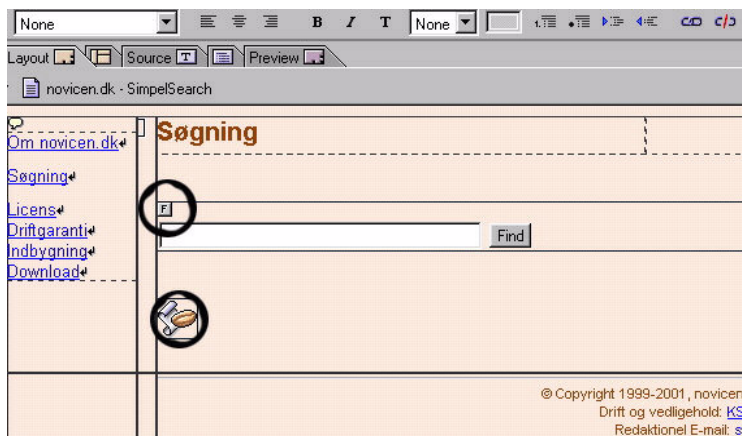 None B I T None
Layout Source T Preview
novicen.dk - SimpelSearch
Om novicen.dk
Søgning
Licens
Driftgaranti
Indbygning
Download
Søgning
F
Find
© Copyright 1999-2001, novicen
Drift og vedligehold: KS
Redaktionel E-mail: s